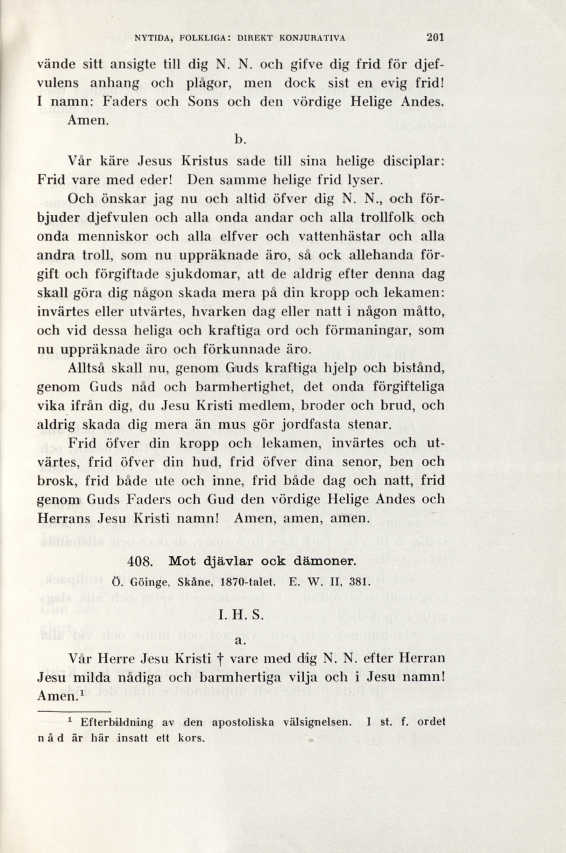 NYTIDA, FOLKLIGA: DIREKT KONJURATIVA 201
vände sitt ansigte till dig N. N. och gifve dig frid för djef-
vulens anhang och plågor, men dock sist en evig frid!
I namn: Faders och Sons och den vördige Helige Andes.
Amen.
b.
Vår käre Jesus Kristus sade till sina helige disciplar:
Frid vare med eder! Den samme helige frid lyser.
Och önskar jag nu och altid öfver dig N. N., och för-
bjuder djefvulen och alla onda andar och alla trollfolk och
onda menniskor och alla elfver och vattenhästar och alla
andra troll, som nu uppräknade äro, så ock allehanda för-
gift och förgiftade sjukdomar, att de aldrig efter denna dag
skall göra dig någon skada mera på din kropp och lekamen:
invärtes eller utvärtes, hvarken dag eller natt i någon måtto,
och vid dessa heliga och kraftiga ord och förmaningar, som
nu uppräknade äro och förkunnade äro.
Alltså skall nu, genom Guds kraftiga hjelp och bistånd,
genom Guds nåd och barmhertighet, det onda förgifteliga
vika ifrån dig, du Jesu Kristi medlem, broder och brud, och
aldrig skada dig mera än mus gör jordfasta stenar.
Frid öfver din kropp och lekamen, invärtes och ut-
värtes, frid öfver din hud, frid öfver dina senor, ben och
brosk, frid både ute och inne, frid både dag och natt, frid
genom Guds Faders och Gud den vördige Helige Andes och
Herrans Jesu Kristi namn! Amen, amen, amen.
408. Mot djävlar ock dämoner.
Ö. Göinge, Skåne, 1870-talet. E. W. II, 381.
I. H. S.
a.
Vår Herre Jesu Kristi † vare med dig N. N. efter Herran
Jesu milda nådiga och barmhertiga vilja och i Jesu namn!
Amen.¹
¹ Efterbildning av den apostoliska välsignelsen. I st. f. ordet
nåd är här insatt ett kors.